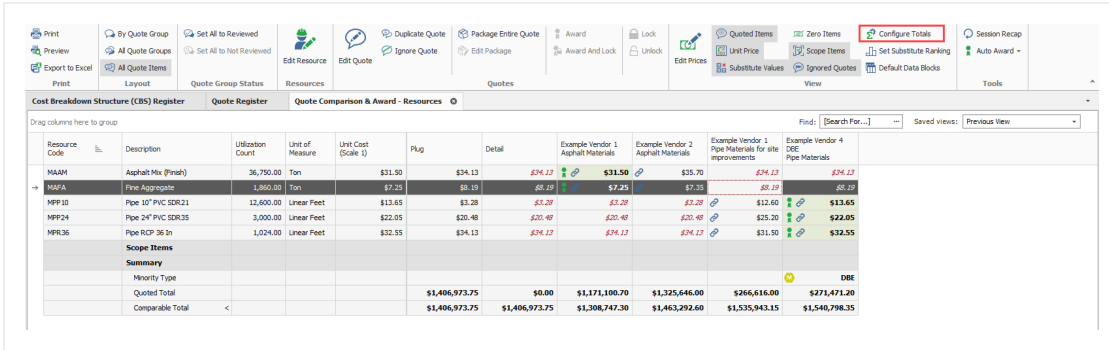 Print By Quote Group Set All to Reviewed Duplicate Quote Package Entire Quote Award Lock Quoted Items Zero Items Configure Totals Session Recap
Preview All Quote Groups Set All to Not Reviewed Edit Resource Edit Quote Ignore Quote Edit Package Award And Lock Unlock Edit Prices Unit Price Scope Itemd Set Substitute Ranking Auto Award
Export to Excel All Quote Items Substitute Values Ignored Quotes Default Data Blocks
Print Layout Quote Group Status Resources Quotes View Tools
Cost Breakdown Structure (CBS) Register Quote Register Quote Comparison & Award - Resources
Drag columns here to group Find: [Search For...] ... Saved views: Previous View
Resource Code Description Utilization Count Unit of Measure Unit Cost (Scale 1) Plug Detail Example Vendor 1 Asphalt Materials Example Vendor 2 Asphalt Materials Example Vendor 1 Pipe Materials for site improvements Example Vendor 4 DBE Pipe Materials
MAAM Asphalt Mix (Finish) 36,750.00 Ton $31.50 $34.13 $34.13 $31.50 $35.70 $34.13 $34.13
MAFA Fine Aggregate 1,860.00 Ton $7.25 $8.19 $8.19 $7.25 $7.35 $8.19 $8.19
MPP10 Pipe 10" PVC SDR21 12,600.00 Linear Feet $13.65 $3.28 $3.28 $3.28 $3.28 $12.60 $13.65
MPP24 Pipe 24" PVC SDR35 3,000.00 Linear Feet $22.05 $20.48 $20.48 $20.48 $20.48 $25.20 $22.05
MPR36 Pipe RCP 36 In 1,024.00 Linear Feet $32.55 $34.13 $34.13 $34.13 $34.13 $31.50 $32.55
Scope Items
Summary
Minority Type M DBE
Quoted Total $1,406,973.75 $0.00 $1,171,100.70 $1,325,646.00 $266,616.00 $271,471.20
Comparable Total < $1,406,973.75 $1,406,973.75 $1,308,747.30 $1,463,292.60 $1,535,943.15 $1,540,798.35